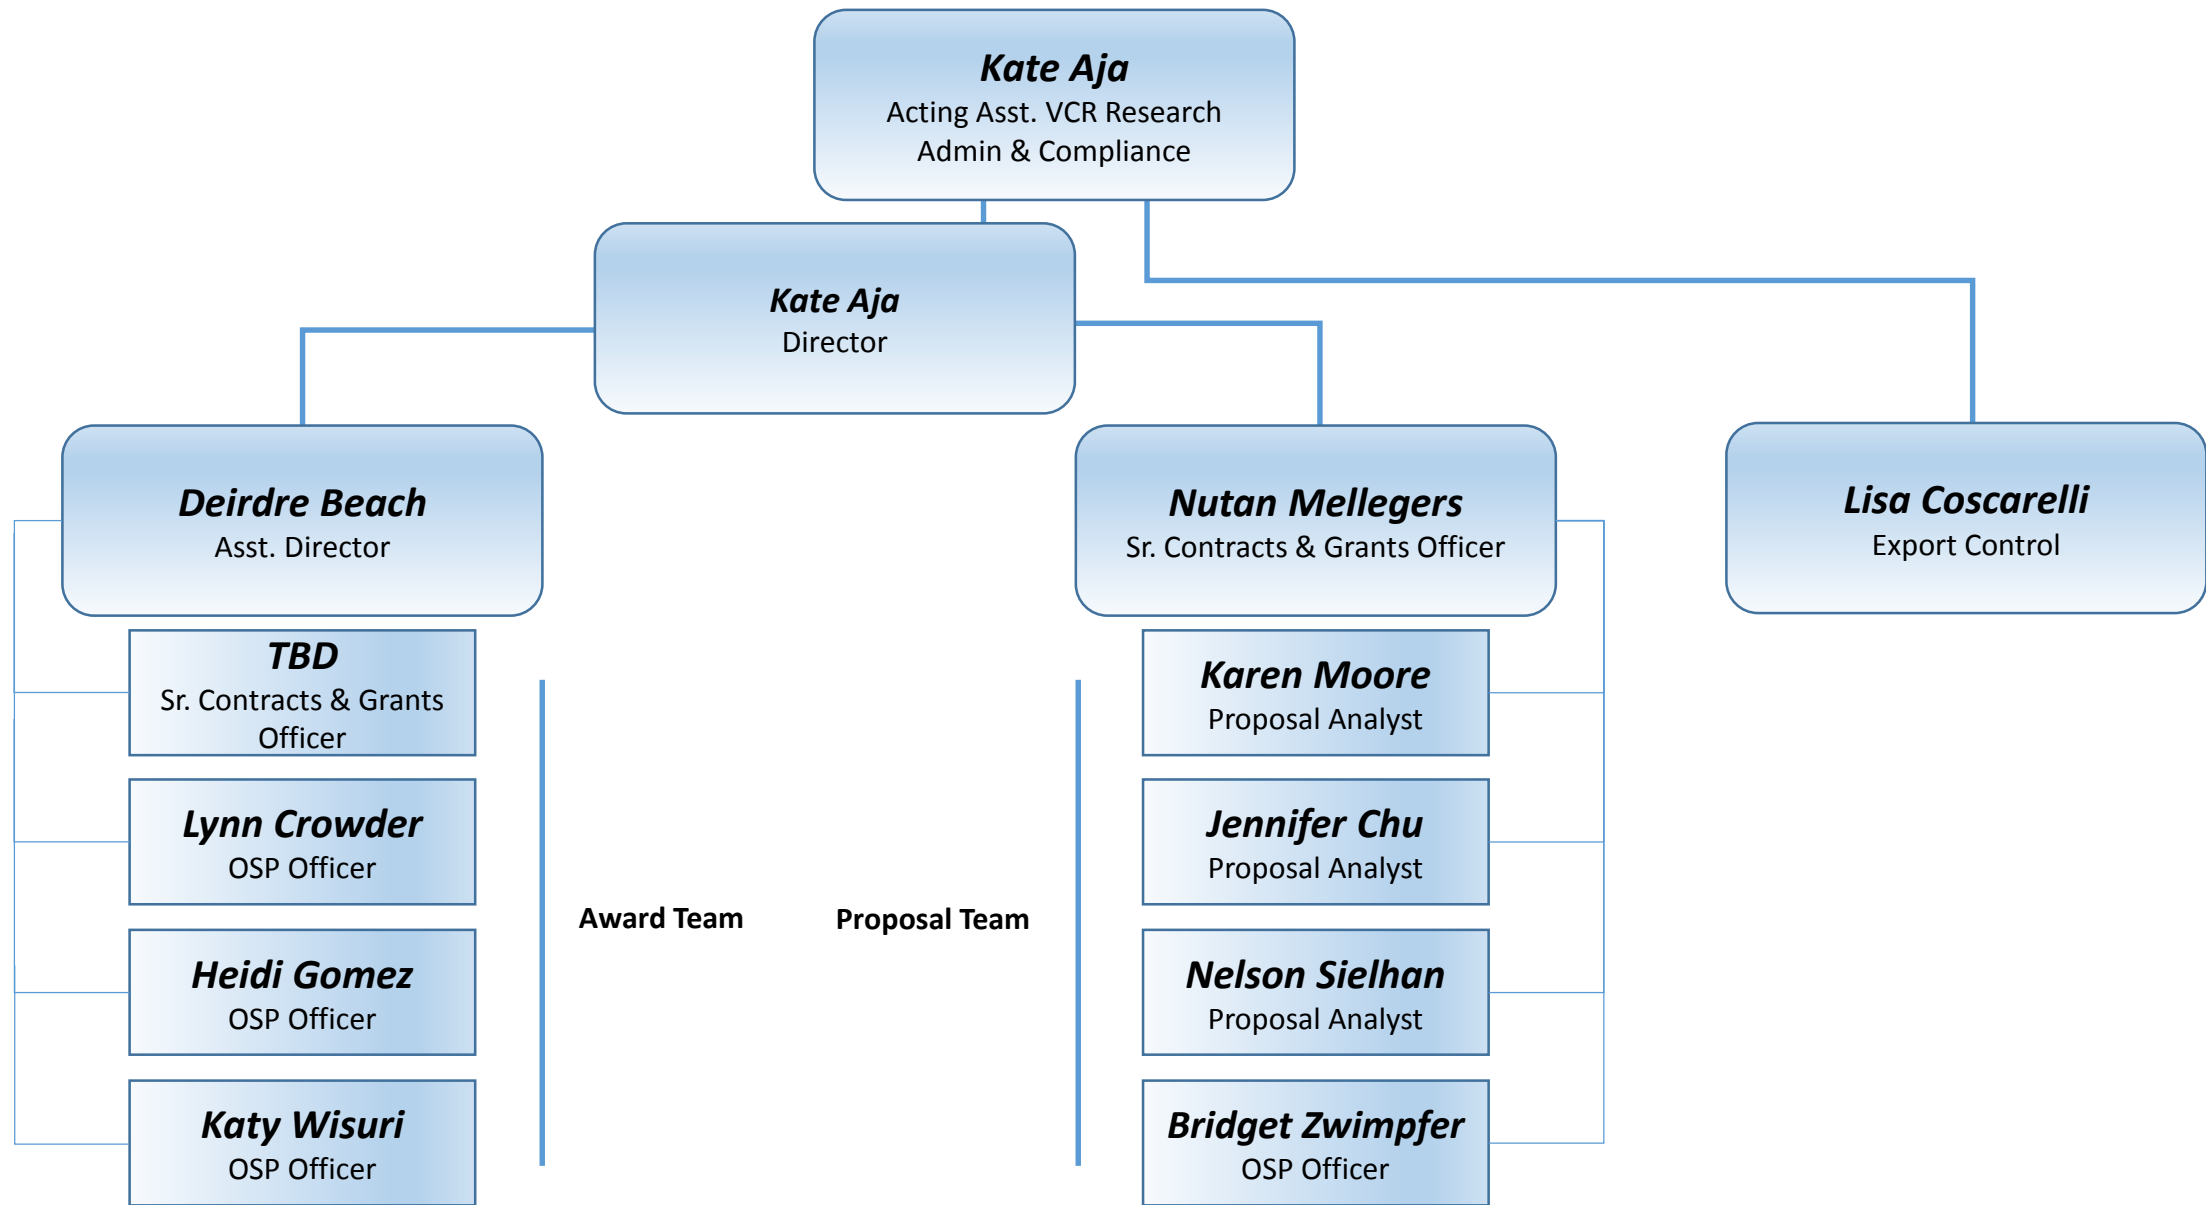 Kate Aja
Acting Asst. VCR Research
Admin & Compliance
Kate Aja
Director
Deirdre Beach
Asst. Director
Nutan Mellegers
Sr. Contracts & Grants Officer
Lisa Coscarelli
Export Control
TBD
Sr. Contracts & Grants
Officer
Lynn Crowder
OSP Officer
Heidi Gomez
OSP Officer
Katy Wisuri
OSP Officer
Award Team
Proposal Team
Karen Moore
Proposal Analyst
Jennifer Chu
Proposal Analyst
Nelson Sielhan
Proposal Analyst
Bridget Zwimpfer
OSP Officer